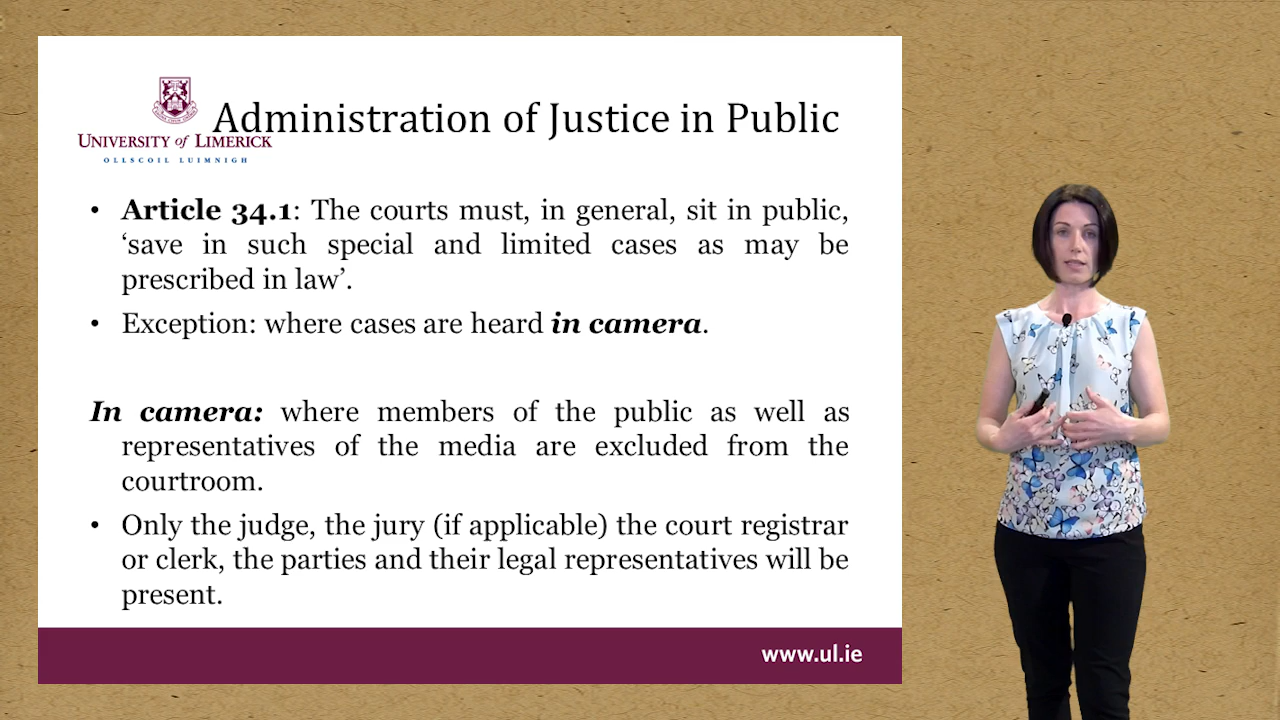 Administration of Justice in Public
UNIVERSITY of LIMERICK
OLLSCOIL LUIMNIGH
• Article 34.1: The courts must, in general, sit in public,
‘save in such special and limited cases as may be
prescribed in law’.
• Exception: where cases are heard in camera.
In camera: where members of the public as well as
representatives of the media are excluded from the
courtroom.
• Only the judge, the jury (if applicable) the court registrar
or clerk, the parties and their legal representatives will be
present.
www.ul.ie